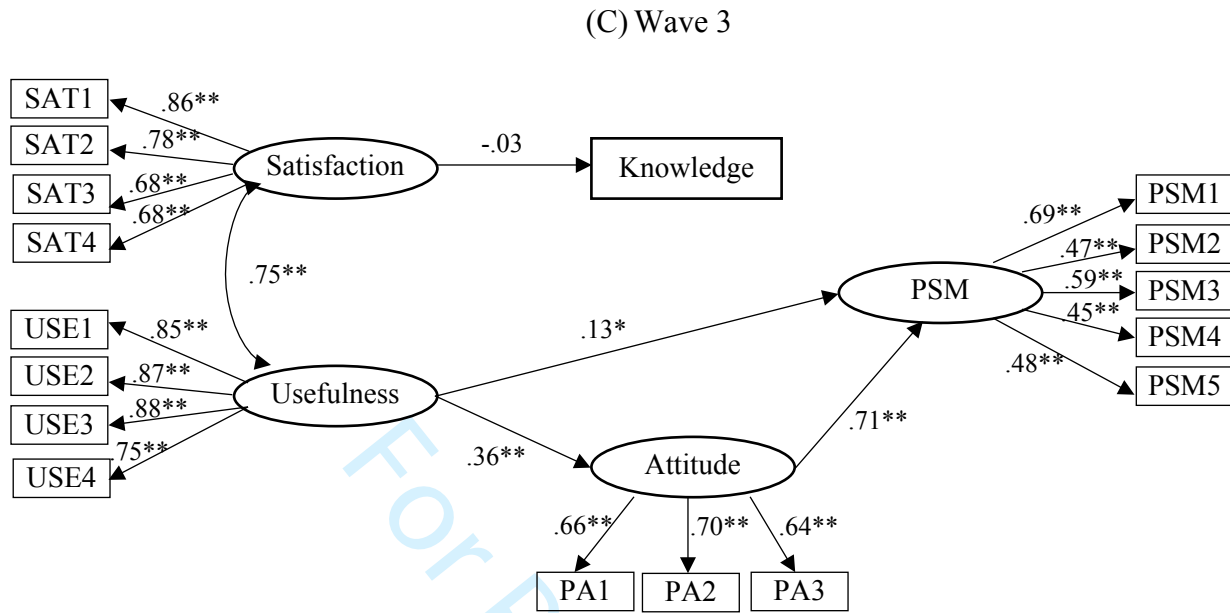 (C) Wave 3
SAT1
SAT2
SAT3
SAT4
.86**
.78**
.68**
.68**
Satisfaction
-.03
Knowledge
.75**
USE1
USE2
USE3
USE4
.85**
.87**
.88**
.75**
Usefulness
.13*
.36**
Attitude
.71**
.66**
.70**
.64**
PA1
PA2
PA3
PSM
.69**
.47**
.59**
.45**
.48**
PSM1
PSM2
PSM3
PSM4
PSM5
For